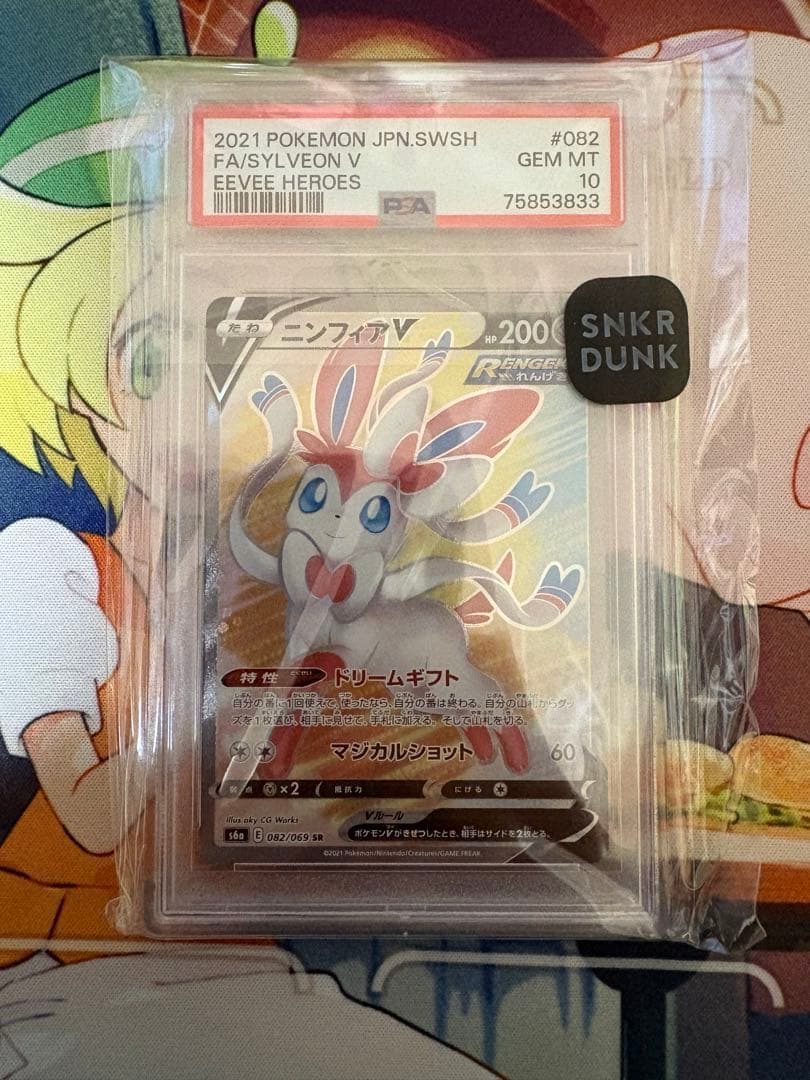 2021 POKEMON JPN.SWSH #082
FA/SYLVEON V GEM MT
EEVEE HEROES 10
PSA 75853833
SNKR
DUNK
たね ニンフィアV HP 200
RENGEK
れんげき
特性 とくせい ドリームギフト
自分の番に1回使えて、使ったなら、自分の番は終わる。自分の山札からグッ
ズを1枚選び、相手に見せて、手札に加える。そして山札を切る。
マジカルショット 60
弱点 ×2 抵抗力 にげる
Illus. aky CG Works
Vルール
s6a E 082/069 SR ポケモンVがきぜつしたとき、相手はサイドを2枚とる。
©2021 Pokémon/Nintendo/Creatures/GAME FREAK